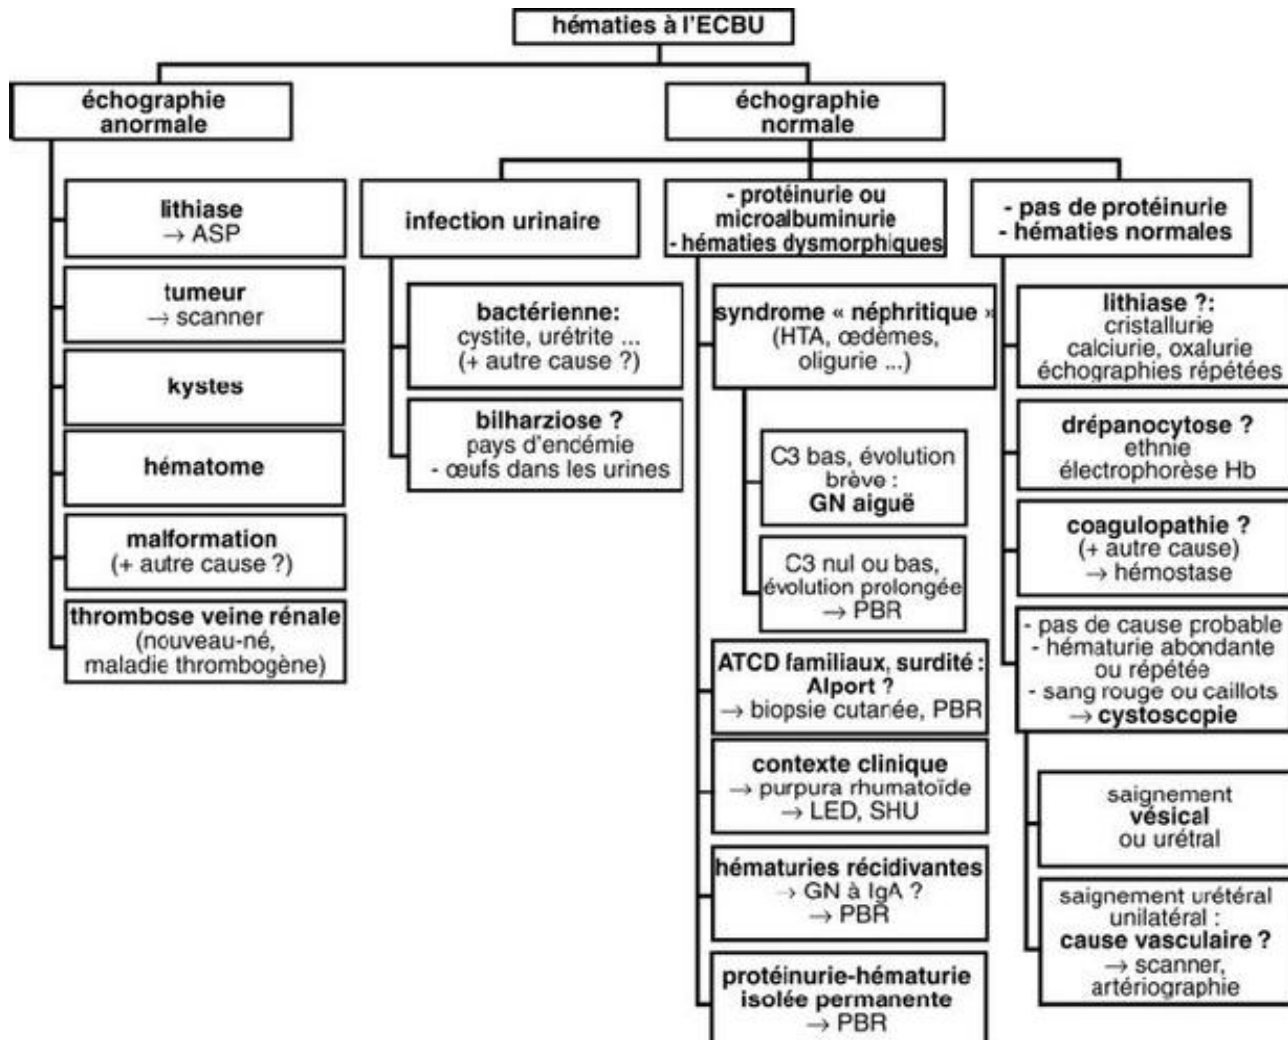 hématies à l'ECBU
échographie
anormale
lithiase
→ ASP
tumeur
→ scanner
kystes
hématome
malformation
(+ autre cause ?)
thrombose veine rénale
(nouveau-né,
maladie thrombogène)
échographie
normale
infection urinaire
bactérienne:
cystite, urétrite ...
(+ autre cause ?)
bilharziose ?
pays d'endémie
- œufs dans les urines
- protéinurie ou
microalbuminurie
- hématies dysmorphiques
syndrome « néphritique »
(HTA, œdèmes,
oligurie ...)
C3 bas, évolution
brève :
GN aiguë
C3 nul ou bas,
évolution prolongée
→ PBR
ATCD familiaux, surdité :
Alport ?
→ biopsie cutanée, PBR
contexte clinique
→ purpura rhumatoïde
→ LED, SHU
hématuries récidivantes
→ GN à IgA ?
→ PBR
protéinurie-hématurie
isolée permanente
→ PBR
- pas de protéinurie
- hématies normales
lithiase ?:
cristallurie
calciurie, oxalurie
échographies répétées
drépanocytose ?
ethnie
électrophorèse Hb
coagulopathie ?
(+ autre cause)
→ hémostase
- pas de cause probable
- hématurie abondante
ou répétée
- sang rouge ou caillots
→ cystoscopie
saignement
vésical
ou urétral
saignement urétéral
unilatéral :
cause vasculaire ?
→ scanner,
artériographie